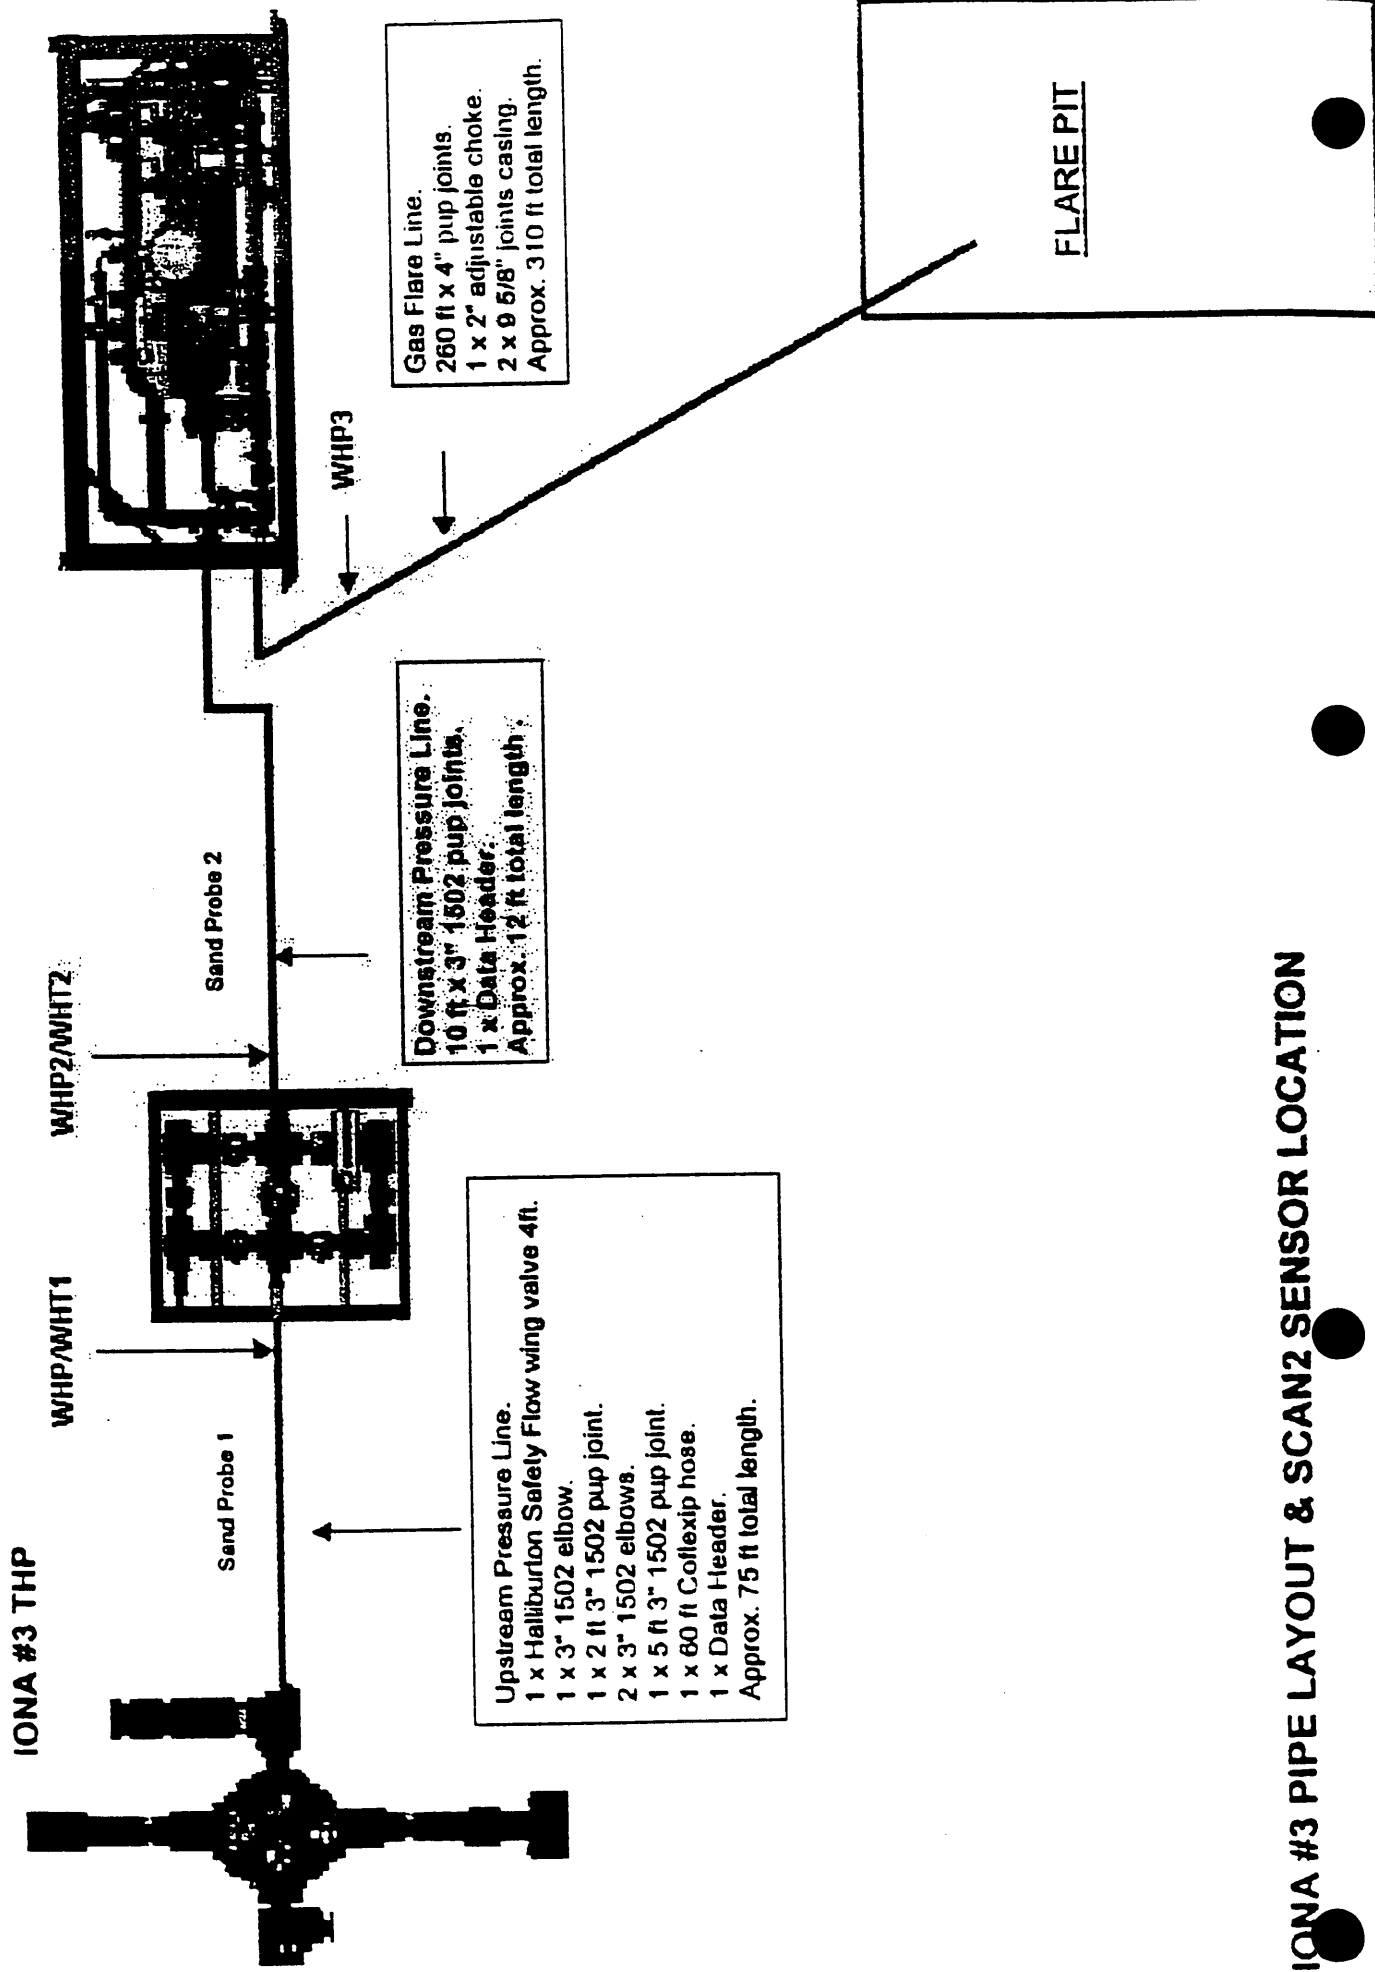 IONA #3 THP
WHP/WHT1
WHP2/WHT2
Sand Probe 1
Sand Probe 2
WHP3
Upstream Pressure Line.
1 x Halliburton Safely Flow wing valve 4ft.
1 x 3" 1502 elbow.
1 x 2 ft 3" 1502 pup joint.
2 x 3" 1502 elbows.
1 x 5 ft 3" 1502 pup joint.
1 x 60 ft Coflexip hose.
1 x Data Header.
Approx. 75 ft total length.
Downstream Pressure Line.
10 ft x 3" 1502 pup joints.
1 x Data Header.
Approx. 12 ft total length.
Gas Flare Line.
260 ft x 4" pup joints.
1 x 2" adjustable choke.
2 x 9 5/8" joints casing.
Approx. 310 ft total length.
FLARE PIT
IONA #3 PIPE LAYOUT & SCAN2 SENSOR LOCATION